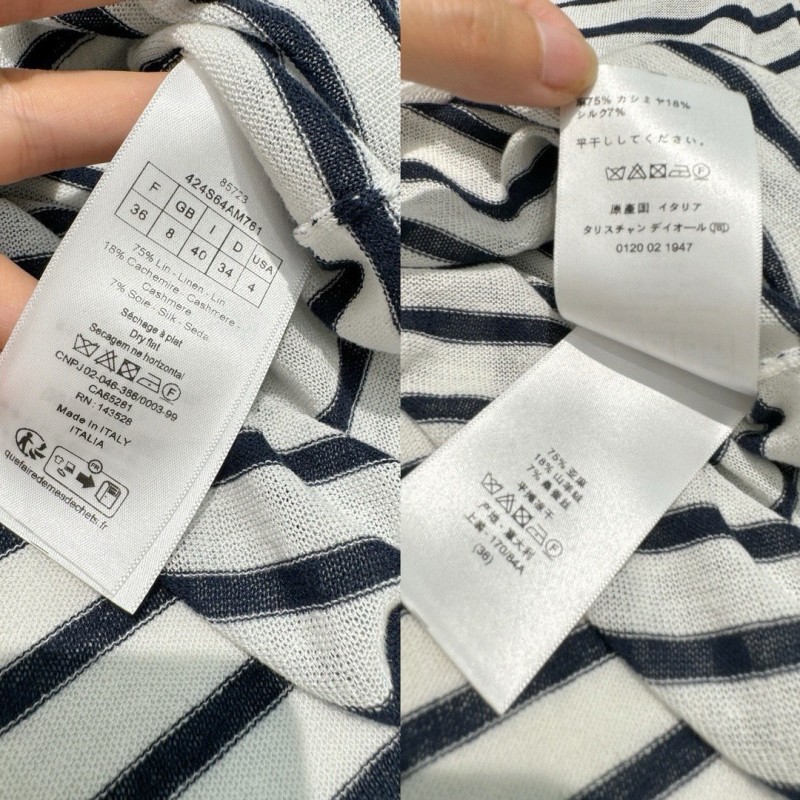 85723
424S64AM761
F GB I D USA
36 8 40 34 4
75% Lin - Linen - Lin
18% Cachemire - Cashmere -
Cashmere
7% Soie - Silk - Seda
Séchage à plat
Dry flat
Secagem na horizontal
CNPJ 02-046-386/0003-99
CA65281
RN : 143528
Made in ITALY
ITALIA
FR
quefairedemesdechets.fr
麻75% カシミヤ18%
シルク7%
平干ししてください。
原産国 イタリア
クリスチャン ディオール(同)
0120 02 1947
75% 亚麻
18% 山羊绒
7% 桑蚕丝
平摊晾干
产地：意大利
上装 - 170/84A
(36)